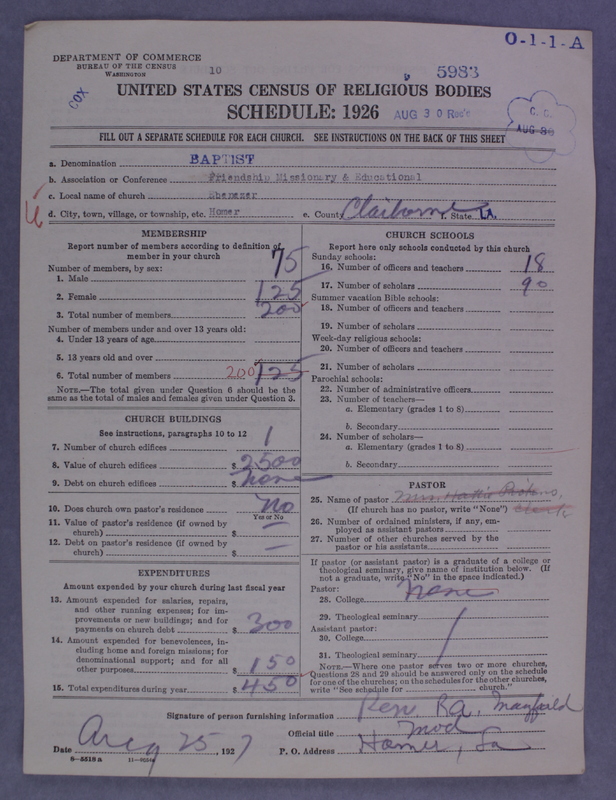 O-1-1-A
DEPARTMENT OF COMMERCE
BUREAU OF THE CENSUS
WASHINGTON
10
5983
COX
UNITED STATES CENSUS OF RELIGIOUS BODIES
SCHEDULE: 1926
AUG 30 Rec'd
C. C.
AUG 30
FILL OUT A SEPARATE SCHEDULE FOR EACH CHURCH. SEE INSTRUCTIONS ON THE BACK OF THIS SHEET
a. Denomination BAPTIST
b. Association or Conference Friendship Missionary & Educational
c. Local name of church Ebenezer
d. City, town, village, or township, etc. Homer e. County Claiborne State La.
MEMBERSHIP
Report number of members according to definition of member in your church
Number of members, by sex:
1. Male 75
2. Female 125
3. Total number of members 200
Number of members under and over 13 years old:
4. Under 13 years of age
5. 13 years old and over
6. Total number of members 200 125
NOTE.—The total given under Question 6 should be the
same as the total of males and females given under Question 3.
CHURCH BUILDINGS
See instructions, paragraphs 10 to 12
7. Number of church edifices 1
8. Value of church edifices $ 2500
9. Debt on church edifices $ none
10. Does church own pastor's residence No
Yes or No
11. Value of pastor's residence (if owned by
church) $ —
12. Debt on pastor's residence (if owned by
church) $ —
EXPENDITURES
Amount expended by your church during last fiscal year
13. Amount expended for salaries, repairs,
and other running expenses; for im-
provements or new buildings; and for
payments on church debt $ 300
14. Amount expended for benevolences, in-
cluding home and foreign missions; for
denominational support; and for all
other purposes $ 150
15. Total expenditures during year $ 450
CHURCH SCHOOLS
Report here only schools conducted by this church
Sunday schools:
16. Number of officers and teachers 18
17. Number of scholars 90
Summer vacation Bible schools:
18. Number of officers and teachers
19. Number of scholars
Week-day religious schools:
20. Number of officers and teachers
21. Number of scholars
Parochial schools:
22. Number of administrative officers
23. Number of teachers—
a. Elementary (grades 1 to 8)
b. Secondary
24. Number of scholars—
a. Elementary (grades 1 to 8)
b. Secondary
PASTOR
25. Name of pastor Mrs. Hattie
(If church has no pastor, write "None") Clerk
26. Number of ordained ministers, if any, em-
ployed as assistant pastors
27. Number of other churches served by the
pastor or his assistants
If pastor (or assistant pastor) is a graduate of a college or
theological seminary, give name of institution below. (If
not a graduate, write "No" in the space indicated.)
Pastor:
28. College None
29. Theological seminary
Assistant pastor:
30. College
31. Theological seminary
NOTE.—Where one pastor serves two or more churches,
Questions 28 and 29 should be answered only on the schedule
for one of the churches; on the schedules for the other churches,
write "See schedule for church."
Signature of person furnishing information Rev. R.A. Mayfield
Official title Mod
Date Aug 25, 1927 P. O. Address Homer, La
8-5518a